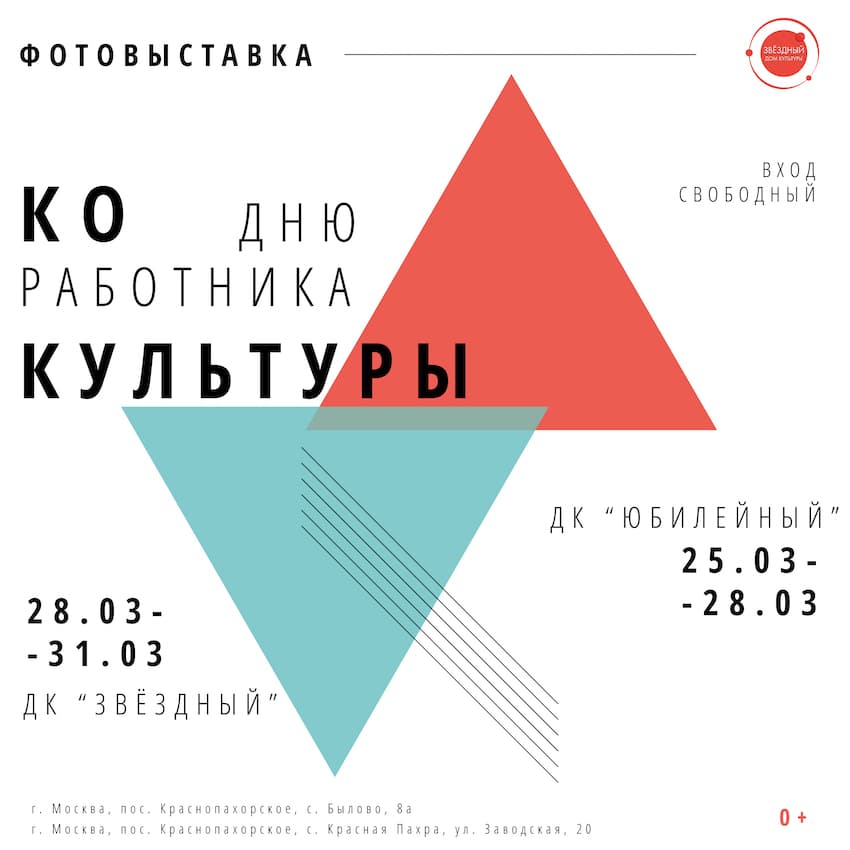 ФОТОВЫСТАВКА
ЗВЁЗДНЫЙ
ДОМ КУЛЬТУРЫ
ВХОД
СВОБОДНЫЙ
КО ДНЮ
РАБОТНИКА
КУЛЬТУРЫ
ДК “ЮБИЛЕЙНЫЙ”
25.03-
-28.03
28.03-
-31.03
ДК “ЗВЁЗДНЫЙ”
г. Москва, пос. Краснопахорское, с. Былово, 8а
г. Москва, пос. Краснопахорское, с. Красная Пахра, ул. Заводская, 20
0+